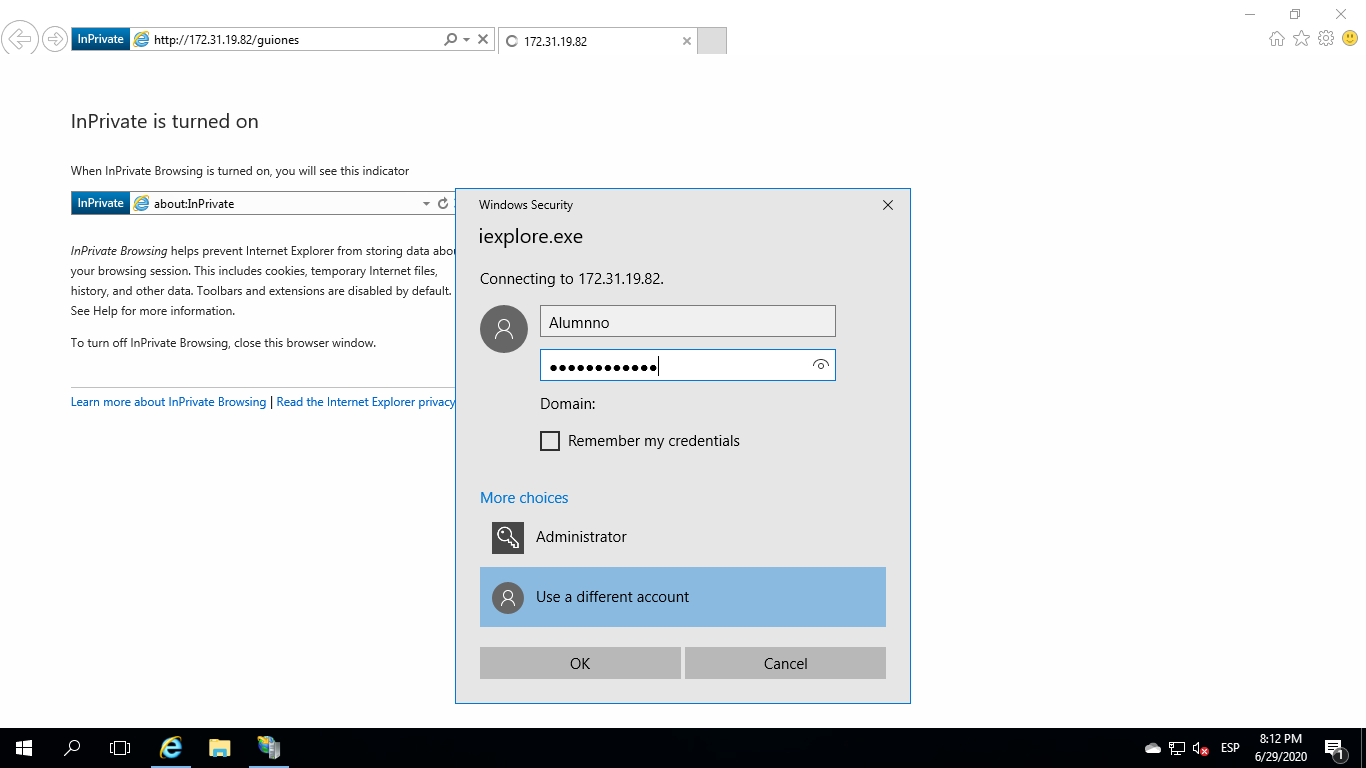 InPrivate http://172.31.19.82/guiones 172.31.19.82
InPrivate is turned on
When InPrivate Browsing is turned on, you will see this indicator
InPrivate about:InPrivate
InPrivate Browsing helps prevent Internet Explorer from storing data abou
your browsing session. This includes cookies, temporary Internet files,
history, and other data. Toolbars and extensions are disabled by default.
See Help for more information.
To turn off InPrivate Browsing, close this browser window.
Learn more about InPrivate Browsing | Read the Internet Explorer privacy
Windows Security
iexplore.exe
Connecting to 172.31.19.82.
Alumnno
●●●●●●●●●●●●
Domain:
Remember my credentials
More choices
Administrator
Use a different account
OK Cancel
ESP
8:12 PM
6/29/2020
1